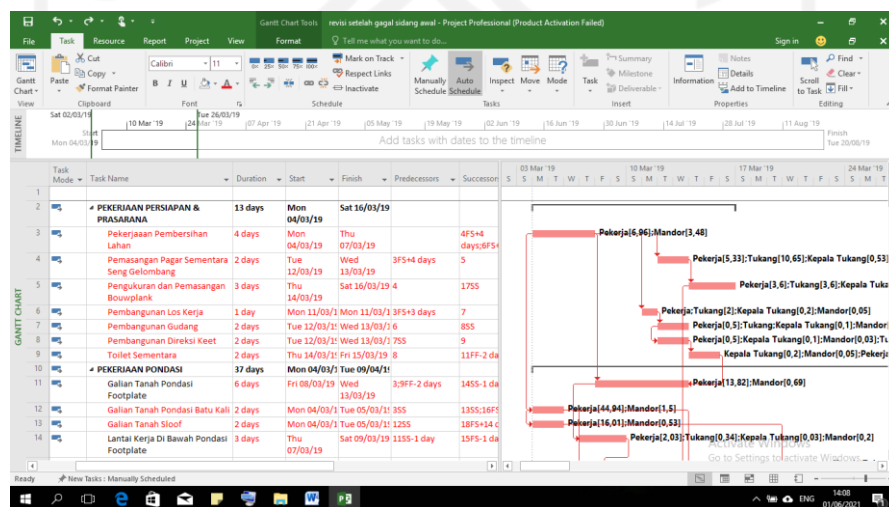 Gantt Chart Tools revisi setelah gagal sidang awal - Project Professional (Product Activation Failed)
File Task Resource Report Project View Format Tell me what you want to do... Sign in
Gantt Chart
Paste
Cut
Copy
Format Painter
Calibri 11
B I U A
0% 25% 50% 75% 100%
Mark on Track
Respect Links
Inactivate
Manually Schedule
Auto Schedule
Inspect Move Mode
Task
Summary
Milestone
Deliverable
Information
Notes
Details
Add to Timeline
Scroll to Task
Find
Clear
Fill
View Clipboard Font Schedule Tasks Insert Properties Editing
TIMELINE
Sat 02/03/19 Tue 26/03/19
10 Mar '19 24 Mar '19 07 Apr '19 21 Apr '19 05 May '19 19 May '19 02 Jun '19 16 Jun '19 30 Jun '19 14 Jul '19 28 Jul '19 11 Aug '19
Start
Mon 04/03/19
Add tasks with dates to the timeline
Finish
Tue 20/08/19
Task Mode Task Name Duration Start Finish Predecessors Successor
03 Mar '19 10 Mar '19 17 Mar '19 24 Mar '19
S S M T W T F S S M T W T F S S M T W T F S S M T
GANTT CHART
1
2 PEKERJAAN PERSIAPAN & PRASARANA 13 days Mon 04/03/19 Sat 16/03/19
3 Pekerjaaan Pembersihan Lahan 4 days Mon 04/03/19 Thu 07/03/19 4FS+4 days;6FS+
Pekerja[6,96];Mandor[3,48]
4 Pemasangan Pagar Sementara Seng Gelombang 2 days Tue 12/03/19 Wed 13/03/19 3FS+4 days 5
Pekerja[5,33];Tukang[10,65];Kepala Tukang[0,53]
5 Pengukuran dan Pemasangan Bouwplank 3 days Thu 14/03/19 Sat 16/03/19 4 17SS
Pekerja[3,6];Tukang[3,6];Kepala Tuka
6 Pembangunan Los Kerja 1 day Mon 11/03/1 Mon 11/03/1 3FS+3 days 7
Pekerja;Tukang[2];Kepala Tukang[0,2];Mandor[0,05]
7 Pembangunan Gudang 2 days Tue 12/03/19 Wed 13/03/1 6 8SS
Pekerja[0,5];Tukang;Kepala Tukang[0,1];Mandor
8 Pembangunan Direksi Keet 2 days Tue 12/03/19 Wed 13/03/1 7SS 9
Pekerja[0,5];Kepala Tukang[0,1];Mandor[0,03];Tu
9 Toilet Sementara 2 days Thu 14/03/19 Fri 15/03/19 8 11FF-2 da
Kepala Tukang[0,2];Mandor[0,05];Pekerja
10 PEKERJAAN PONDASI 37 days Mon 04/03/1 Tue 09/04/19
11 Galian Tanah Pondasi Footplate 6 days Fri 08/03/19 Wed 13/03/19 3;9FF-2 days 14SS-1 da
Pekerja[13,82];Mandor[0,69]
12 Galian Tanah Pondasi Batu Kali 2 days Mon 04/03/1 Tue 05/03/19 3SS 13SS;16FS
Pekerja[44,94];Mandor[1,5]
13 Galian Tanah Sloof 2 days Mon 04/03/1 Tue 05/03/19 12SS 18FS+14 d
Pekerja[16,01];Mandor[0,53]
14 Lantai Kerja Di Bawah Pondasi Footplate 3 days Thu 07/03/19 Sat 09/03/19 11SS-1 day 15FS-1 da
Pekerja[2,03];Tukang[0,34];Kepala Tukang[0,03];Mandor[0,2]
Activate Windows
Go to Settings to activate Windows.
Ready New Tasks : Manually Scheduled
ENG 14:08
01/06/2021